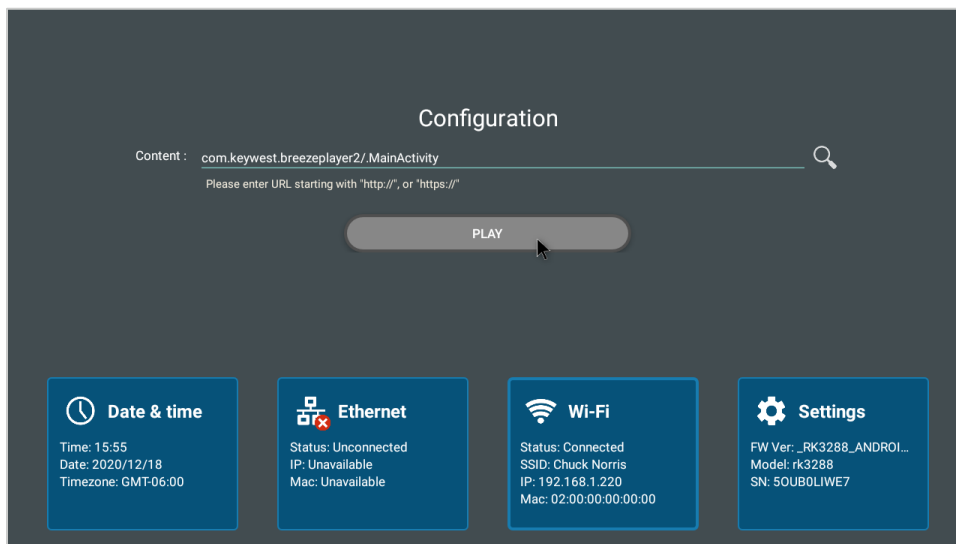 Configuration
Content : com.keywest.breezeplayer2/.MainActivity
Please enter URL starting with "http://", or "https://"
PLAY
Date & time
Time: 15:55
Date: 2020/12/18
Timezone: GMT-06:00
Ethernet
Status: Unconnected
IP: Unavailable
Mac: Unavailable
Wi-Fi
Status: Connected
SSID: Chuck Norris
IP: 192.168.1.220
Mac: 02:00:00:00:00:00
Settings
FW Ver: _RK3288_ANDROI...
Model: rk3288
SN: 5OUB0LIWE7